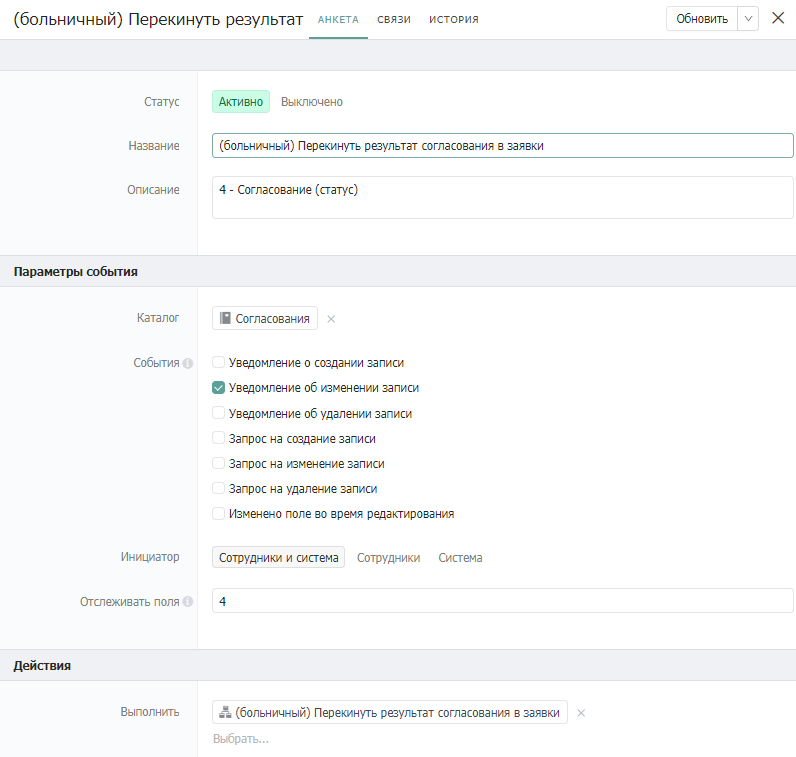 (больничный) Перекинуть результат АНКЕТА СВЯЗИ ИСТОРИЯ Обновить
Статус Активно Выключено
Название (больничный) Перекинуть результат согласования в заявки
Описание 4 - Согласование (статус)
Параметры события
Каталог Согласования
События Уведомление о создании записи
Уведомление об изменении записи
Уведомление об удалении записи
Запрос на создание записи
Запрос на изменение записи
Запрос на удаление записи
Изменено поле во время редактирования
Инициатор Сотрудники и система Сотрудники Система
Отслеживать поля 4
Действия
Выполнить (больничный) Перекинуть результат согласования в заявки
Выбрать...